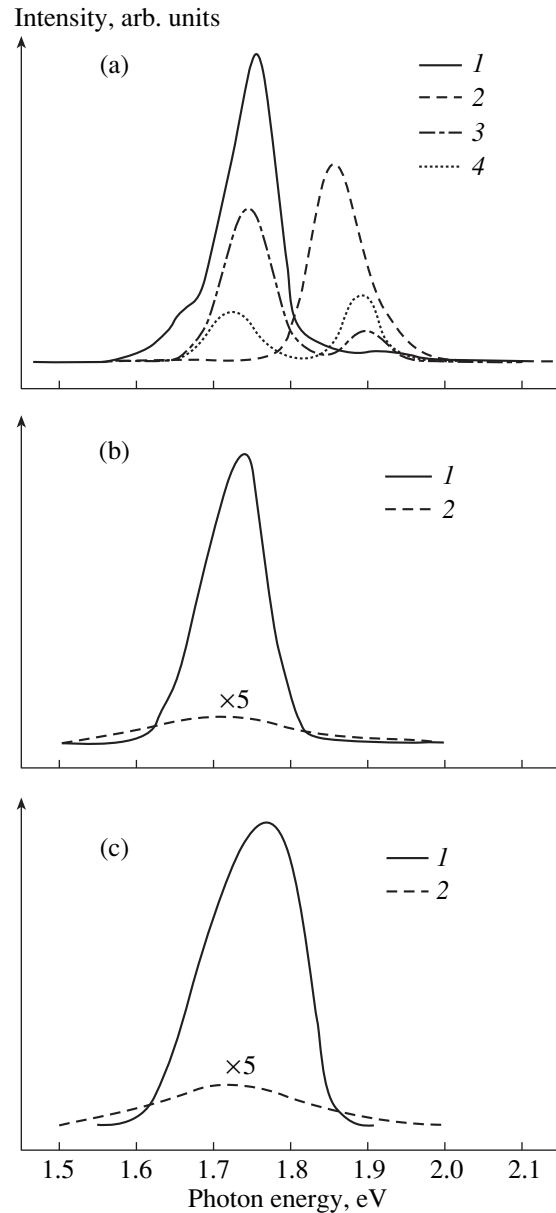 Intensity, arb. units
(a)
1
2
3
4
(b)
1
2
×5
(c)
1
2
×5
1.5 1.6 1.7 1.8 1.9 2.0 2.1
Photon energy, eV